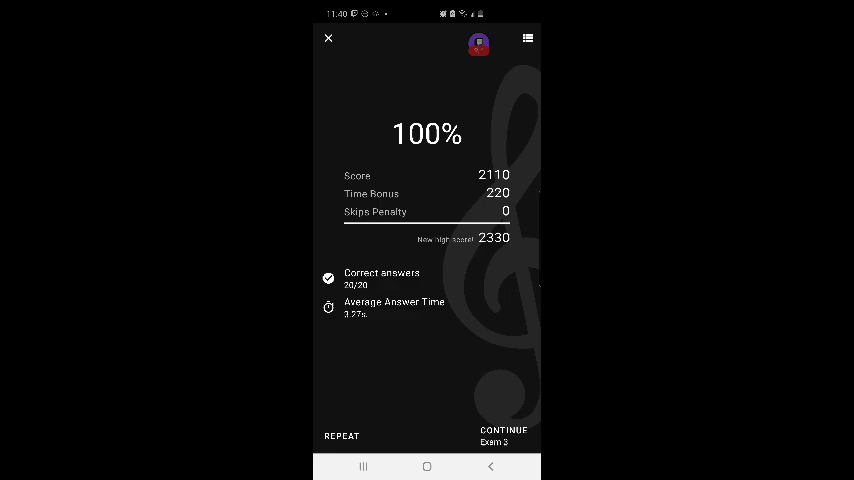 11:40
100%
Score 2110
Time Bonus 220
Skips Penalty 0
New high score! 2330
Correct answers
20/20
Average Answer Time
3.27s.
REPEAT
CONTINUE
Exam 3